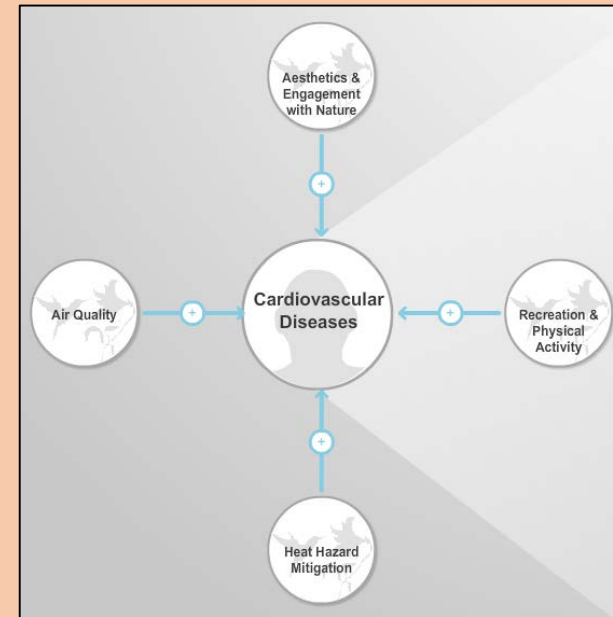 Aesthetics &
Engagement
with Nature
+
Air Quality
+
Cardiovascular
Diseases
+
Recreation &
Physical
Activity
+
Heat Hazard
Mitigation